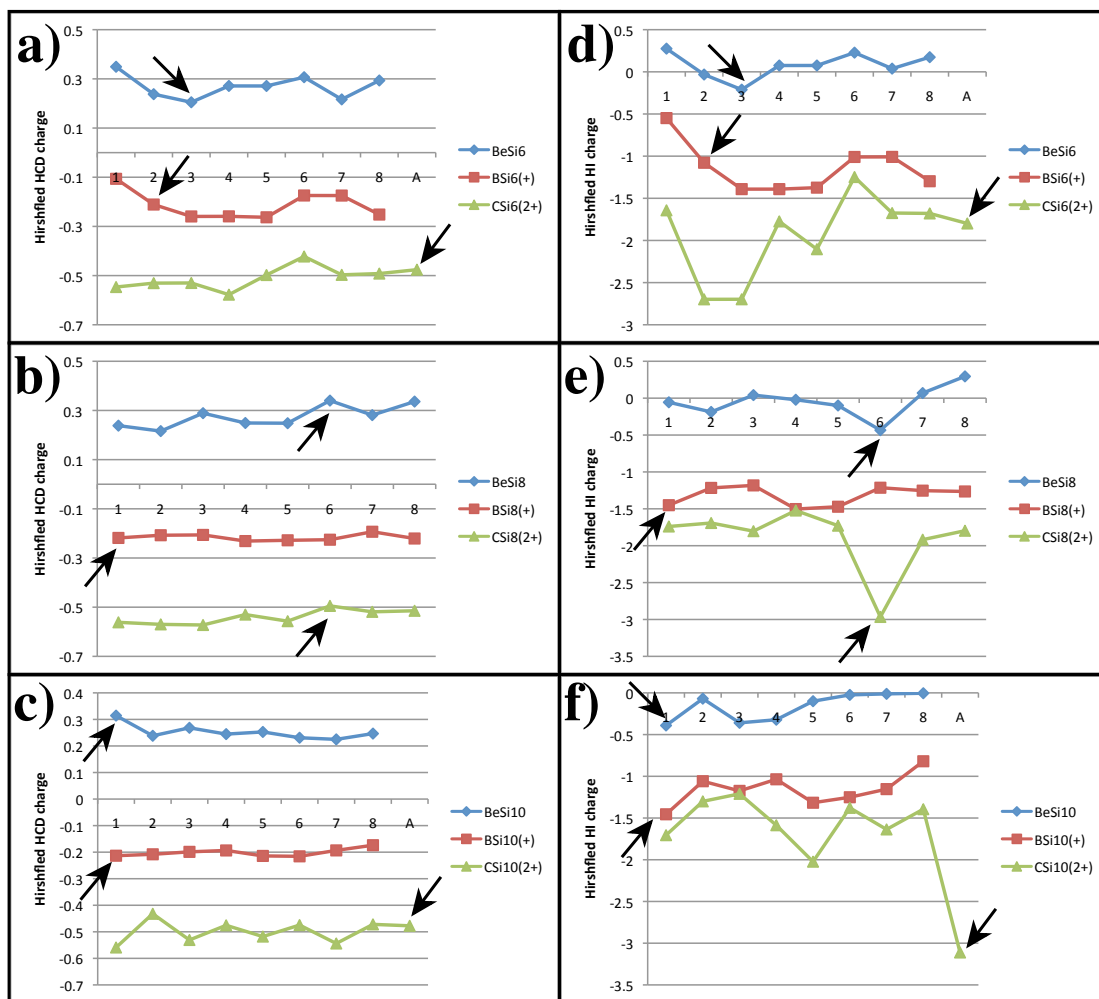 a)
Hirshfied HCD charge
0.5
0.3
0.1
-0.1
-0.3
-0.5
-0.7
1 2 3 4 5 6 7 8 A
BeSi6
BSi6(+)
CSi6(2+)
d)
Hirshfied HI charge
0.5
0
-0.5
-1
-1.5
-2
-2.5
-3
1 2 3 4 5 6 7 8 A
BeSi6
BSi6(+)
CSi6(2+)
b)
Hirshfied HCD charge
0.5
0.3
0.1
-0.1
-0.3
-0.5
-0.7
1 2 3 4 5 6 7 8
BeSi8
BSi8(+)
CSi8(2+)
e)
Hirshfied HI charge
0.5
0
-0.5
-1
-1.5
-2
-2.5
-3
-3.5
1 2 3 4 5 6 7 8
BeSi8
BSi8(+)
CSi8(2+)
c)
Hirshfied HCD charge
0.4
0.3
0.2
0.1
0
-0.1
-0.2
-0.3
-0.4
-0.5
-0.6
-0.7
1 2 3 4 5 6 7 8 A
BeSi10
BSi10(+)
CSi10(2+)
f)
Hirshfied HI charge
0
-0.5
-1
-1.5
-2
-2.5
-3
-3.5
1 2 3 4 5 6 7 8 A
BeSi10
BSi10(+)
CSi10(2+)